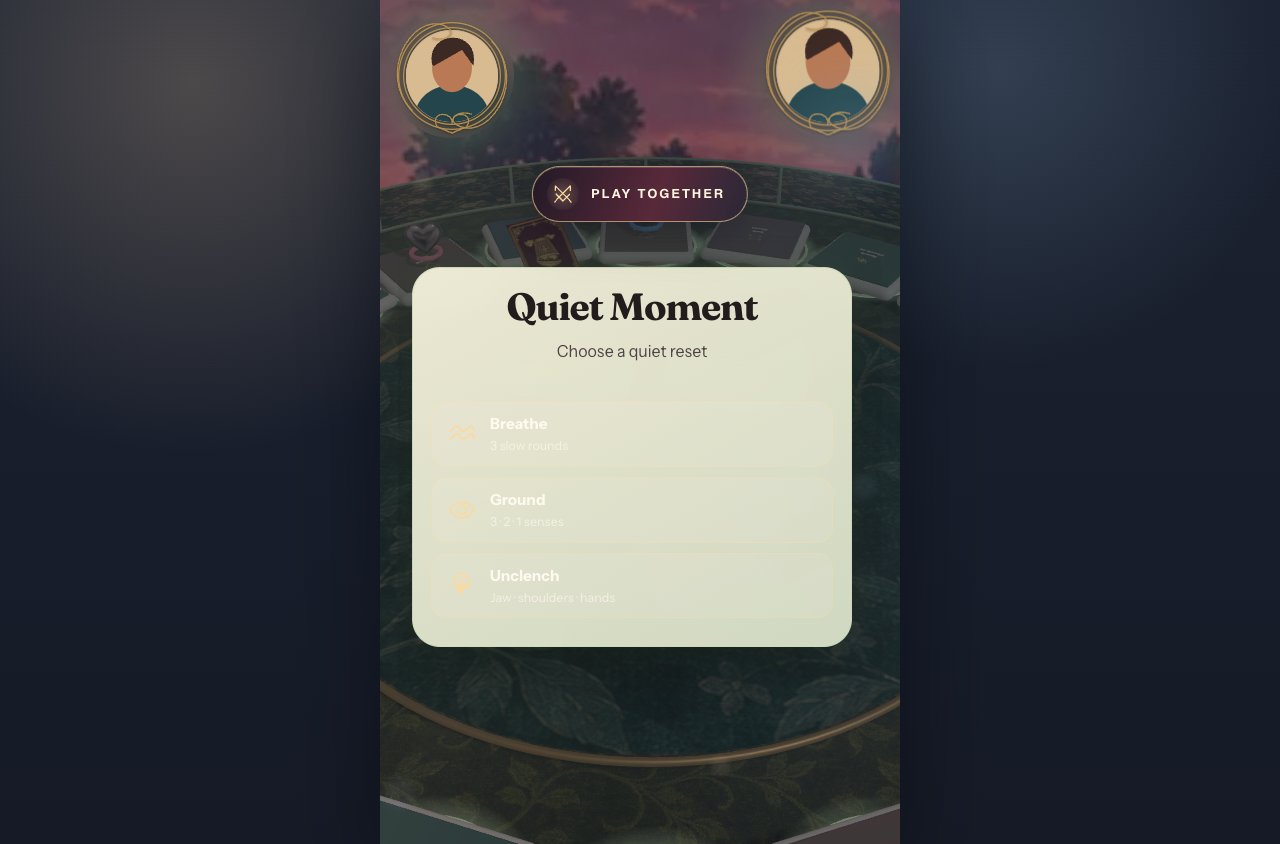 PLAY TOGETHER
Quiet Moment
Choose a quiet reset
Breathe
3 slow rounds
Ground
3·2·1 senses
Unclench
Jaw·shoulders·hands